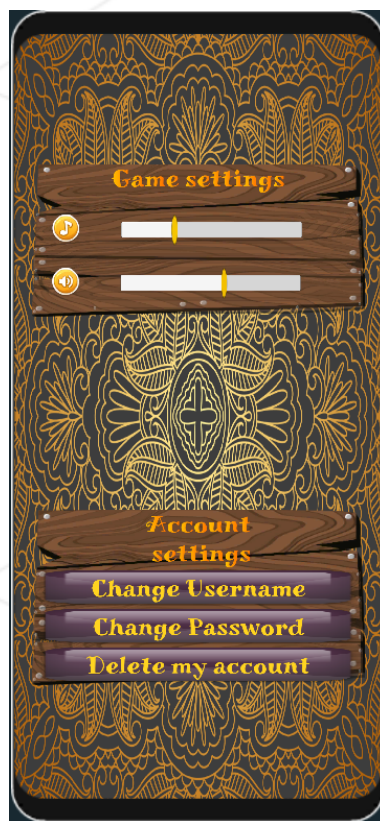 Game settings
Account
settings
Change Username
Change Password
Delete my account